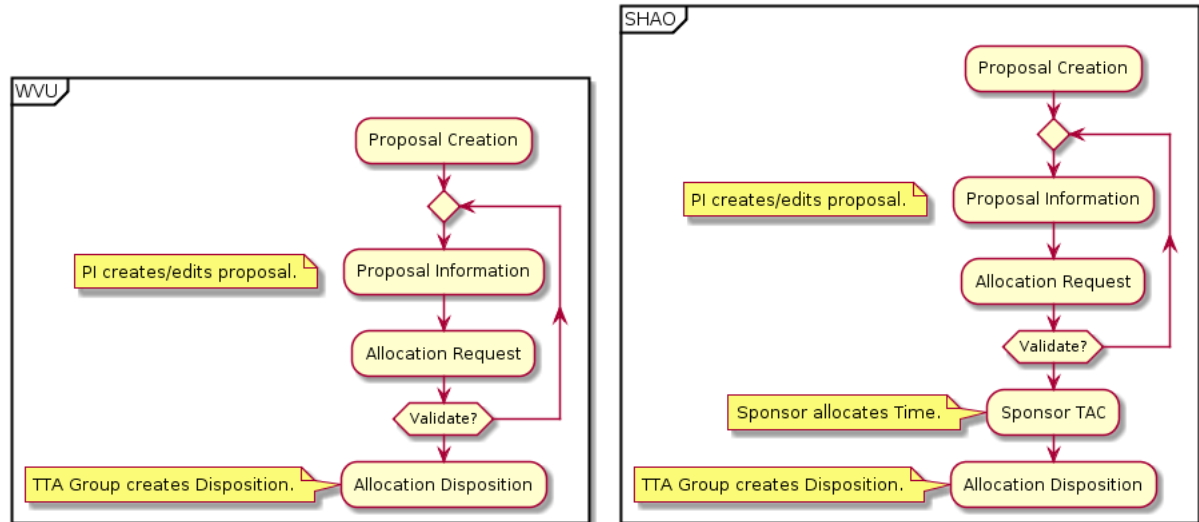 WVU
Proposal Creation
PI creates/edits proposal.
Proposal Information
Allocation Request
Validate?
TTA Group creates Disposition.
Allocation Disposition
SHAO
Proposal Creation
PI creates/edits proposal.
Proposal Information
Allocation Request
Validate?
Sponsor allocates Time.
Sponsor TAC
TTA Group creates Disposition.
Allocation Disposition